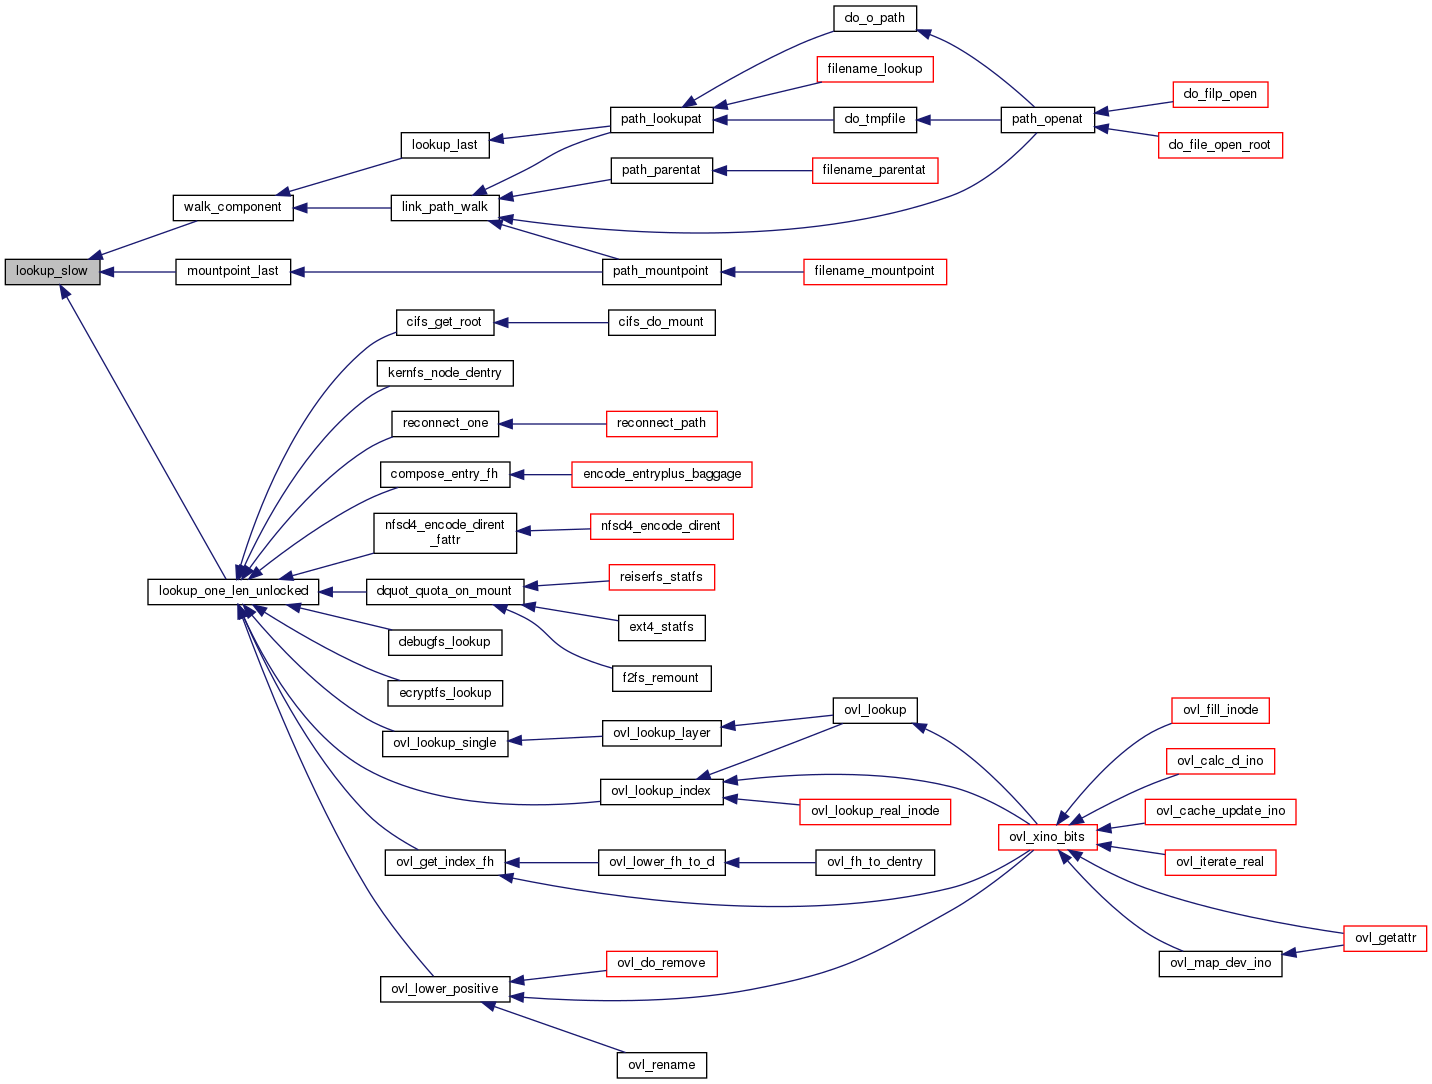 do_o_path
filename_lookup
do_filp_open
path_lookupat
do_tmpfile
path_openat
lookup_last
do_file_open_root
path_parentat
filename_parentat
walk_component
link_path_walk
lookup_slow
mountpoint_last
path_mountpoint
filename_mountpoint
cifs_get_root
cifs_do_mount
kernfs_node_dentry
reconnect_one
reconnect_path
compose_entry_fh
encode_entryplus_baggage
nfsd4_encode_dirent
_fattr
nfsd4_encode_dirent
reiserfs_statfs
lookup_one_len_unlocked
dquot_quota_on_mount
ext4_statfs
debugfs_lookup
f2fs_remount
ecryptfs_lookup
ovl_lookup
ovl_fill_inode
ovl_lookup_single
ovl_lookup_layer
ovl_calc_d_ino
ovl_lookup_index
ovl_lookup_real_inode
ovl_cache_update_ino
ovl_xino_bits
ovl_get_index_fh
ovl_lower_fh_to_d
ovl_fh_to_dentry
ovl_iterate_real
ovl_getattr
ovl_do_remove
ovl_map_dev_ino
ovl_lower_positive
ovl_rename